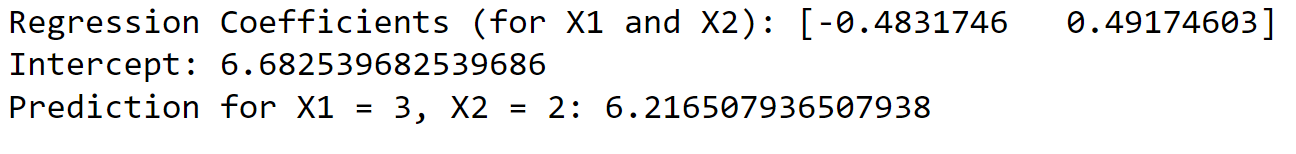 Regression Coefficients (for X1 and X2): [-0.4831746   0.49174603]
Intercept: 6.682539682539686
Prediction for X1 = 3, X2 = 2: 6.216507936507938